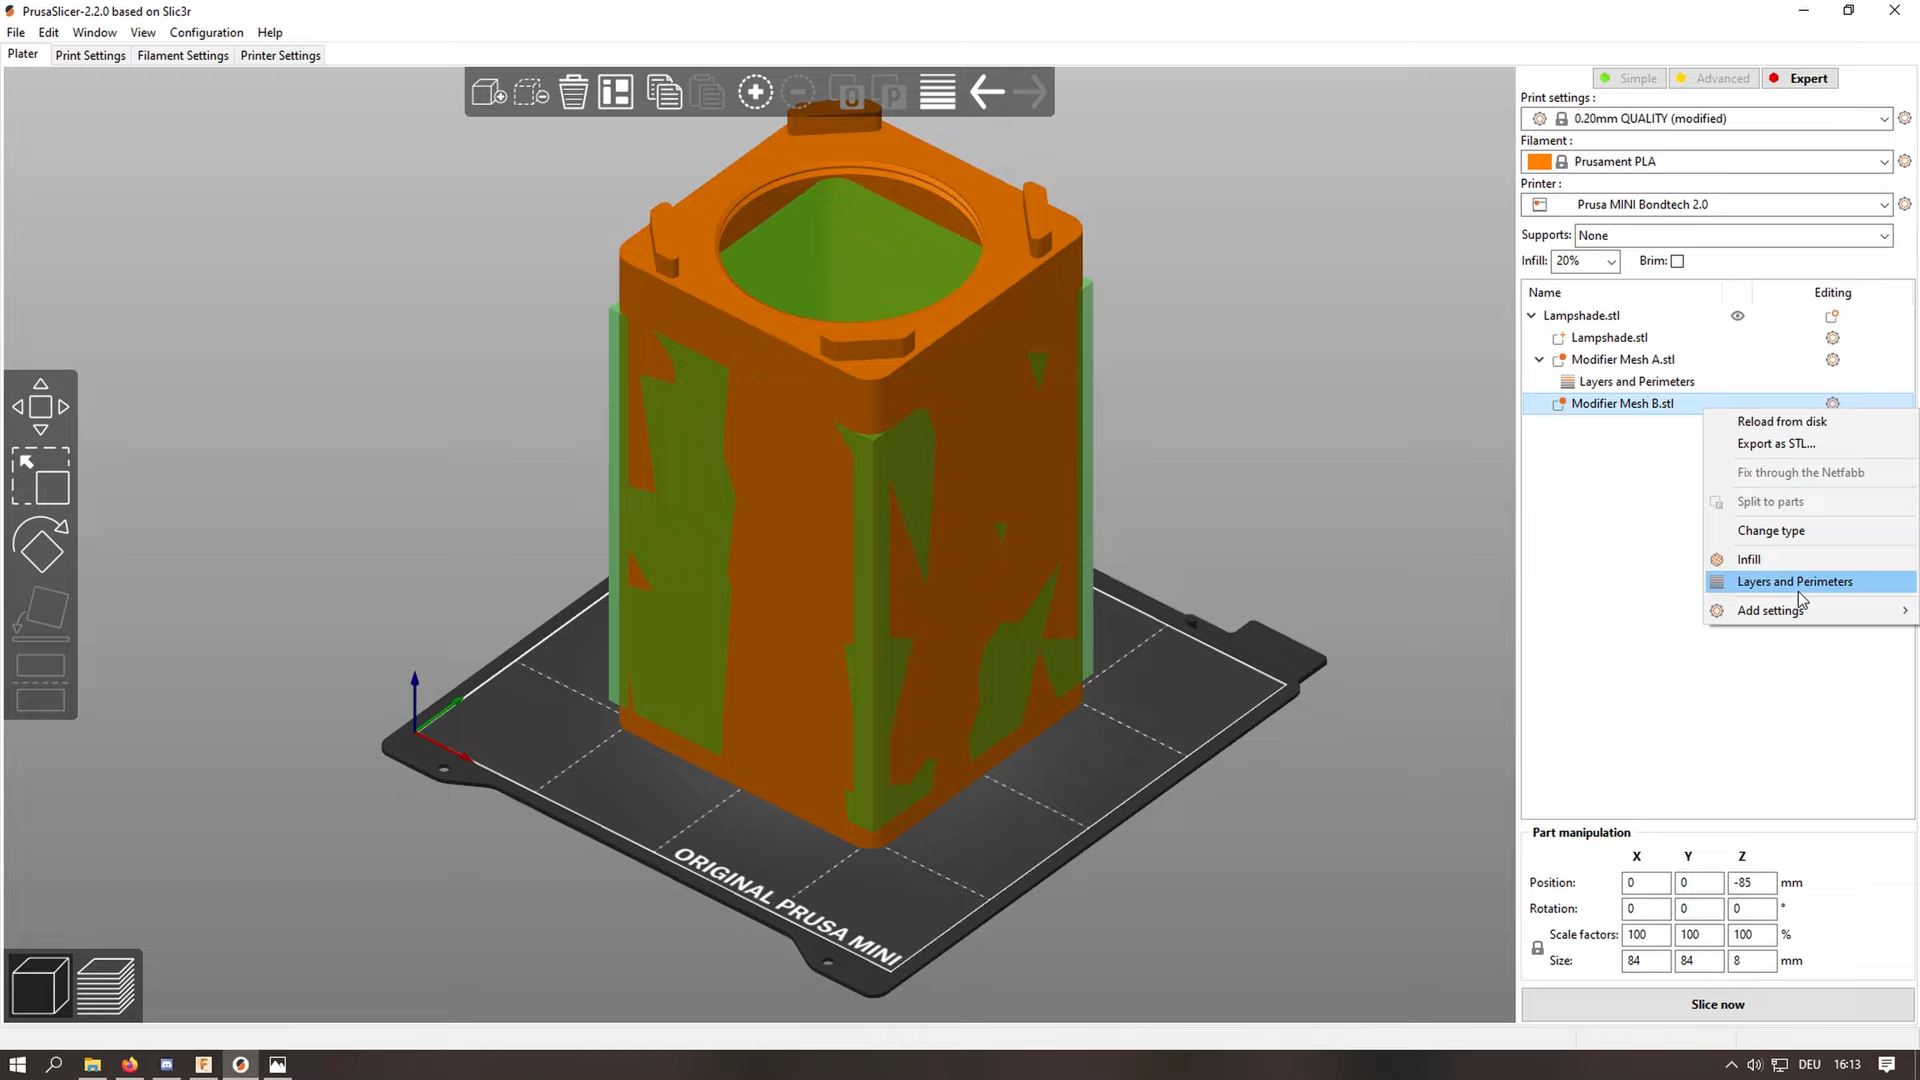 PrusaSlicer-2.2.0 based on Slic3r
File Edit Window View Configuration Help
Plater Print Settings Filament Settings Printer Settings
Simple Advanced Expert
Print settings :
0.20mm QUALITY (modified)
Filament :
Prusament PLA
Printer :
Prusa MINI Bondtech 2.0
Supports: None
Infill: 20% Brim:
Name Editing
Lampshade.stl
Lampshade.stl
Modifier Mesh A.stl
Layers and Perimeters
Modifier Mesh B.stl
Reload from disk
Export as STL...
Fix through the Netfabb
Split to parts
Change type
Infill
Layers and Perimeters
Add settings
O P
ORIGINAL PRUSA MINI
Part manipulation
X Y Z
Position: 0 0 -85 mm
Rotation: 0 0 0 °
Scale factors: 100 100 100 %
Size: 84 84 8 mm
Slice now
DEU 16:13